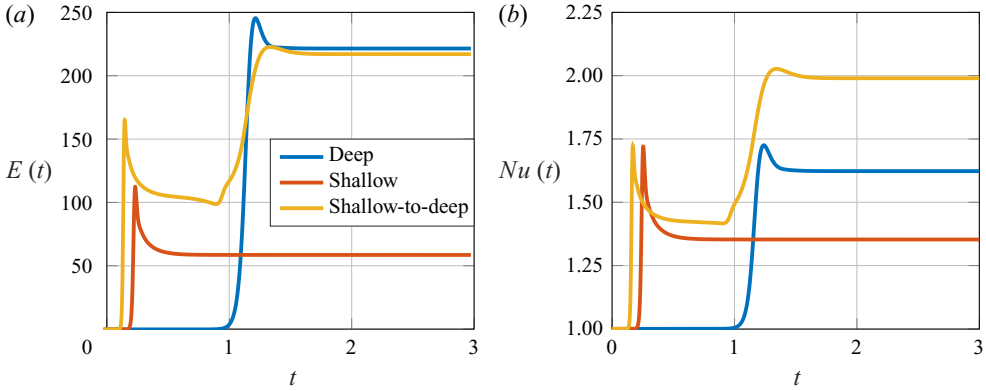 (a)
250
200
150
E (t)
100
50
0
1
2
3
t
Deep
Shallow
Shallow-to-deep
(b)
2.25
2.00
1.75
Nu (t)
1.50
1.25
1.00
0
1
2
3
t